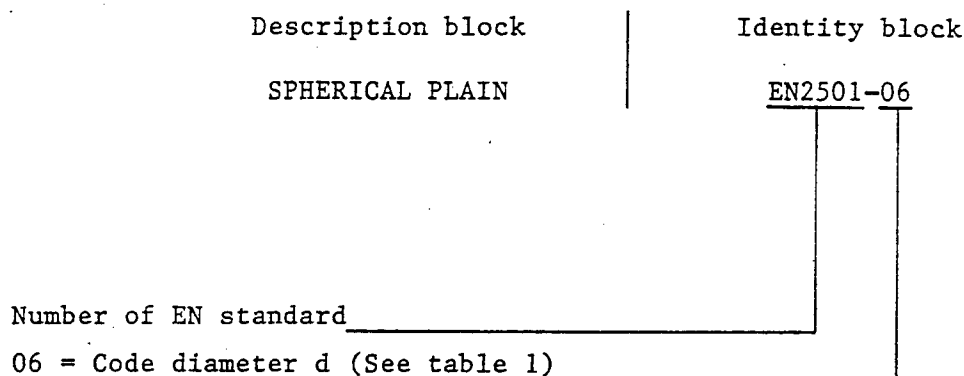 Description block Identity block
SPHERICAL PLAIN EN2501-06
Number of EN standard
06 = Code diameter d (See table 1)